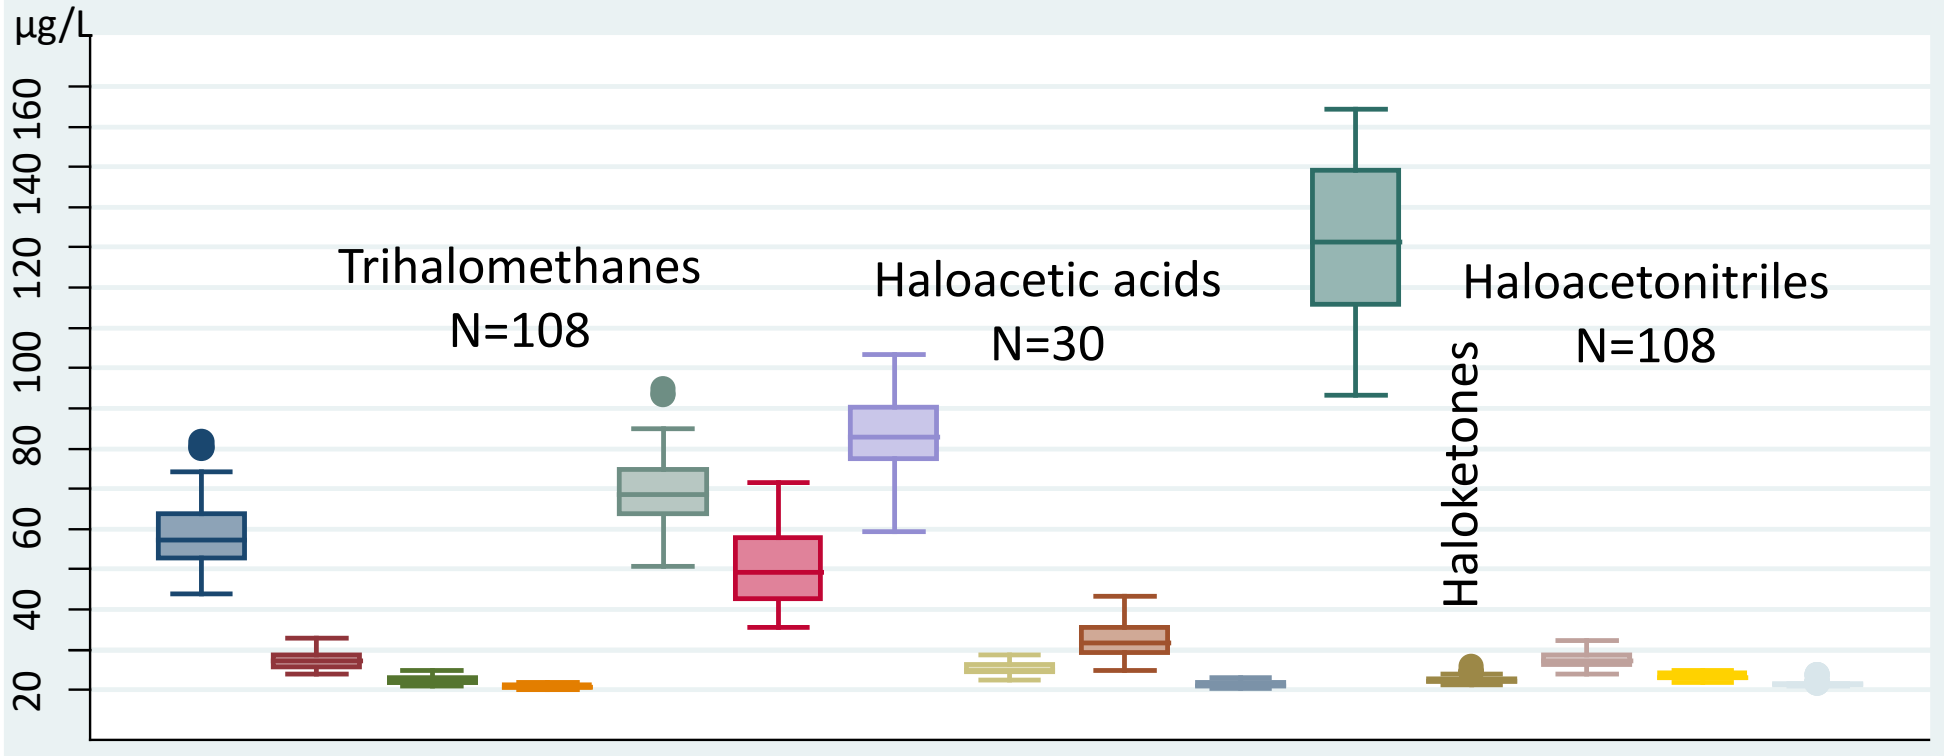 µg/L
160
140
120
100
80
60
40
20
Trihalomethanes
N=108
Haloacetic acids
N=30
Haloketones
Haloacetonitriles
N=108